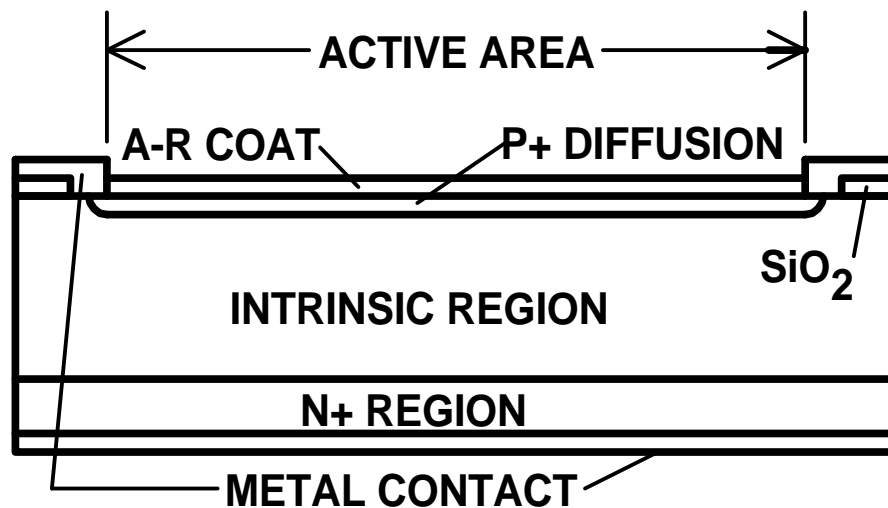 ACTIVE AREA
A-R COAT
P+ DIFFUSION
SiO2
INTRINSIC REGION
N+ REGION
METAL CONTACT